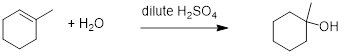 + H₂O
dilute H₂SO₄
OH